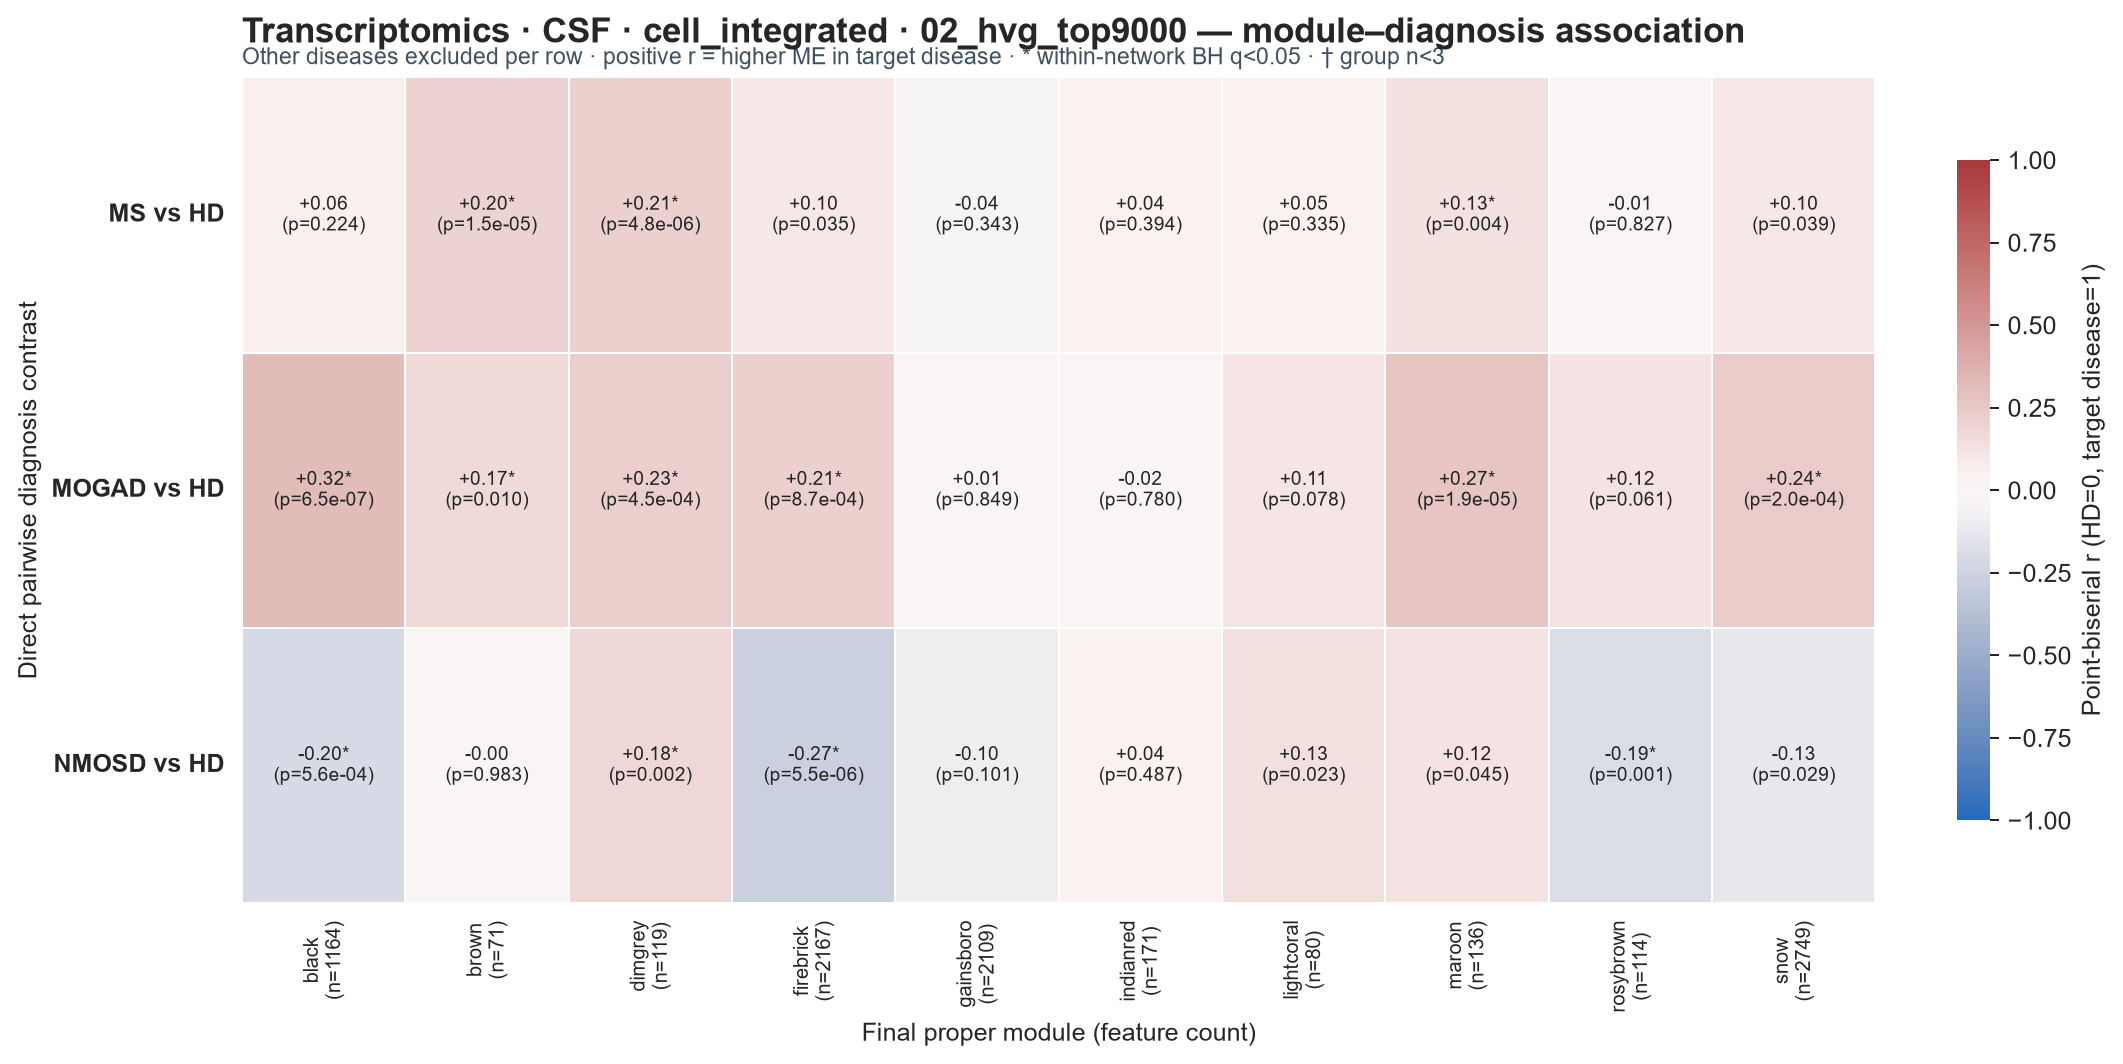 Transcriptomics · CSF · cell_integrated · 02_hvg_top9000 — module–diagnosis association
Other diseases excluded per row · positive r = higher ME in target disease · * within-network BH q<0.05 · † group n<3
Direct pairwise diagnosis contrast
MS vs HD
+0.06
(p=0.224)
+0.20*
(p=1.5e-05)
+0.21*
(p=4.8e-06)
+0.10
(p=0.035)
-0.04
(p=0.343)
+0.04
(p=0.394)
+0.05
(p=0.335)
+0.13*
(p=0.004)
-0.01
(p=0.827)
+0.10
(p=0.039)
MOGAD vs HD
+0.32*
(p=6.5e-07)
+0.17*
(p=0.010)
+0.23*
(p=4.5e-04)
+0.21*
(p=8.7e-04)
+0.01
(p=0.849)
-0.02
(p=0.780)
+0.11
(p=0.078)
+0.27*
(p=1.9e-05)
+0.12
(p=0.061)
+0.24*
(p=2.0e-04)
NMOSD vs HD
-0.20*
(p=5.6e-04)
-0.00
(p=0.983)
+0.18*
(p=0.002)
-0.27*
(p=5.5e-06)
-0.10
(p=0.101)
+0.04
(p=0.487)
+0.13
(p=0.023)
+0.12
(p=0.045)
-0.19*
(p=0.001)
-0.13
(p=0.029)
black
(n=1164)
brown
(n=71)
dimgrey
(n=119)
firebrick
(n=2167)
gainsboro
(n=2109)
indianred
(n=171)
lightcoral
(n=80)
maroon
(n=136)
rosybrown
(n=114)
snow
(n=2749)
Final proper module (feature count)
1.00
0.75
0.50
0.25
0.00
−0.25
−0.50
−0.75
−1.00
Point-biserial r (HD=0, target disease=1)